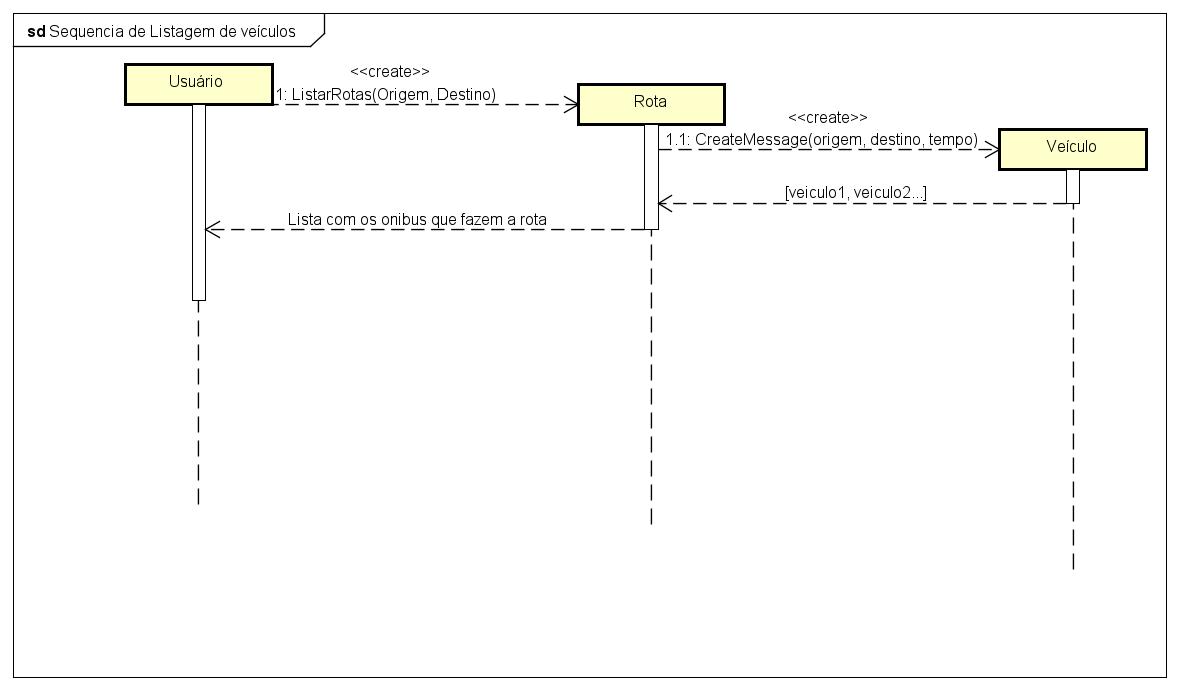 sd Sequencia de Listagem de veículos
Usuário
<<create>>
1: ListarRotas(Origem, Destino)
Rota
<<create>>
1.1: CreateMessage(origem, destino, tempo)
Veículo
[veiculo1, veiculo2...]
Lista com os onibus que fazem a rota